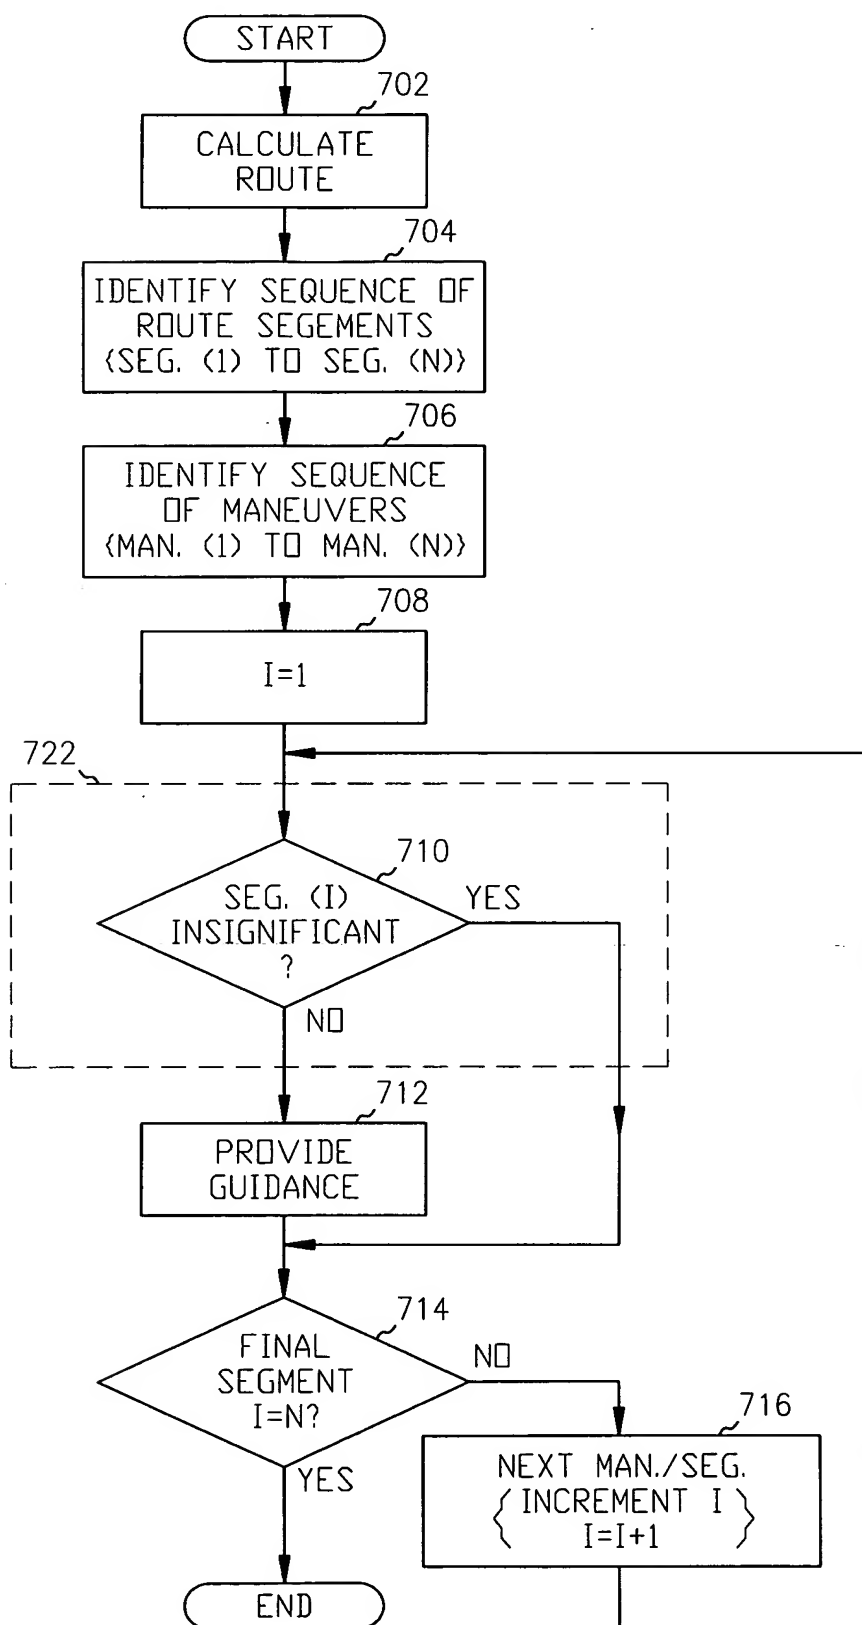 START
702
CALCULATE
ROUTE
704
IDENTIFY SEQUENCE OF
ROUTE SEGEMENTS
{SEG. (1) TO SEG. (N)}
706
IDENTIFY SEQUENCE
OF MANEUVERS
{MAN. (1) TO MAN. (N)}
708
I=1
722
710
SEG. (I)
INSIGNIFICANT
?
YES
NO
712
PROVIDE
GUIDANCE
714
FINAL
SEGMENT
I=N?
NO
YES
716
NEXT MAN./SEG.
{INCREMENT I
I=I+1}
END